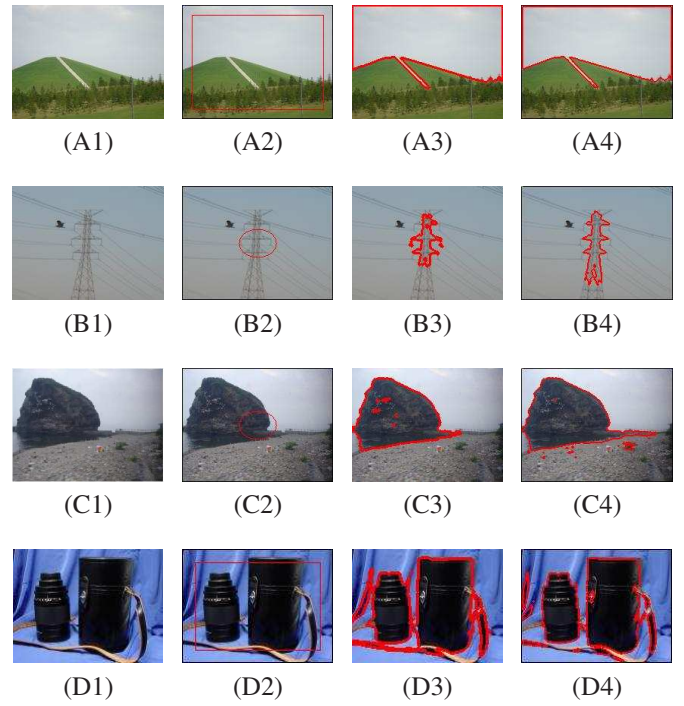 (A1) (A2) (A3) (A4)
(B1) (B2) (B3) (B4)
(C1) (C2) (C3) (C4)
(D1) (D2) (D3) (D4)